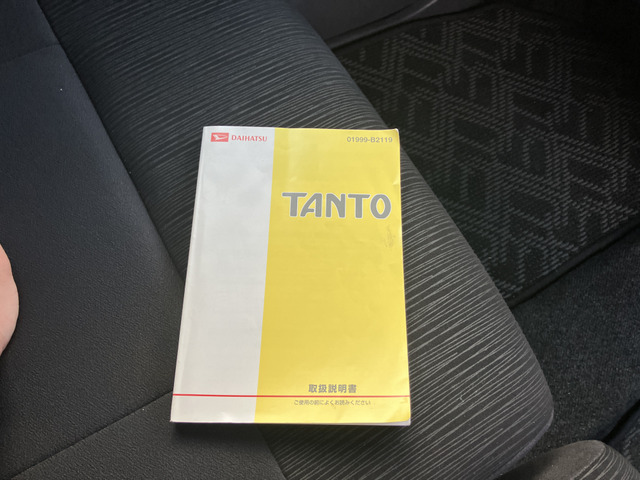 DAIHATSU
01999-B2119
TANTO
取扱説明書
ご使用の前によくお読みください